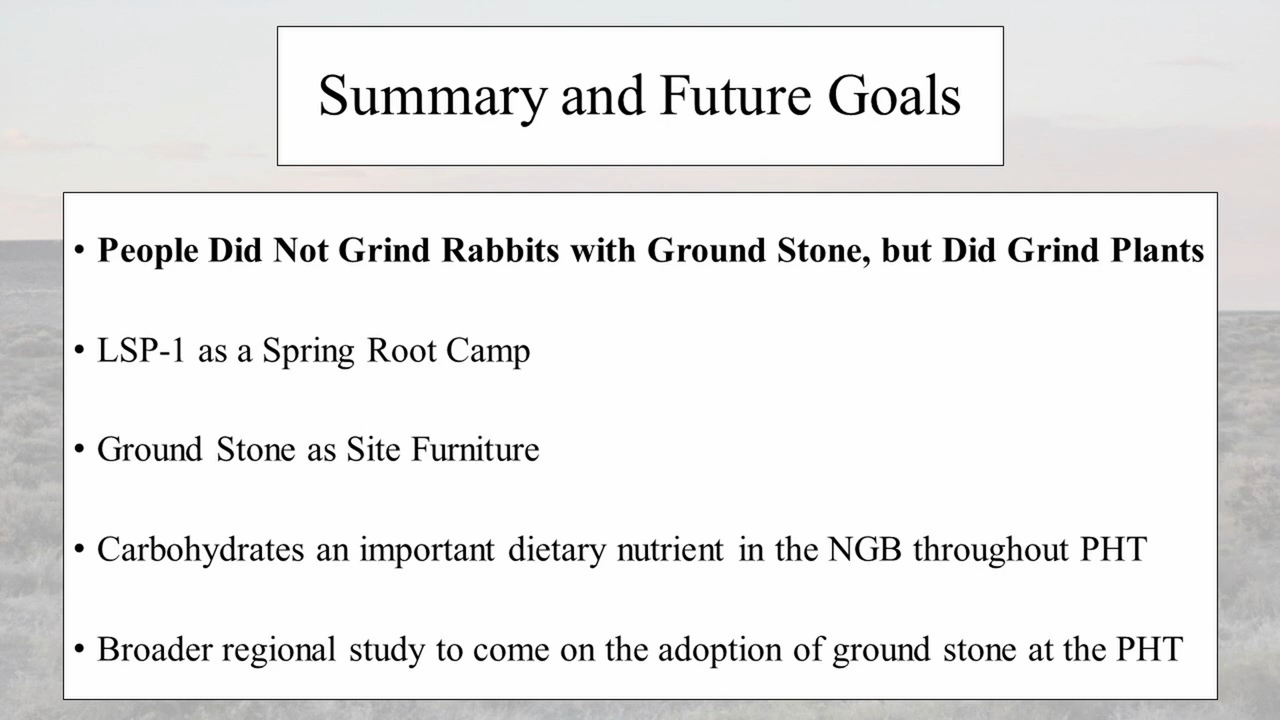 Summary and Future Goals
• People Did Not Grind Rabbits with Ground Stone, but Did Grind Plants
• LSP-1 as a Spring Root Camp
• Ground Stone as Site Furniture
• Carbohydrates an important dietary nutrient in the NGB throughout PHT
• Broader regional study to come on the adoption of ground stone at the PHT